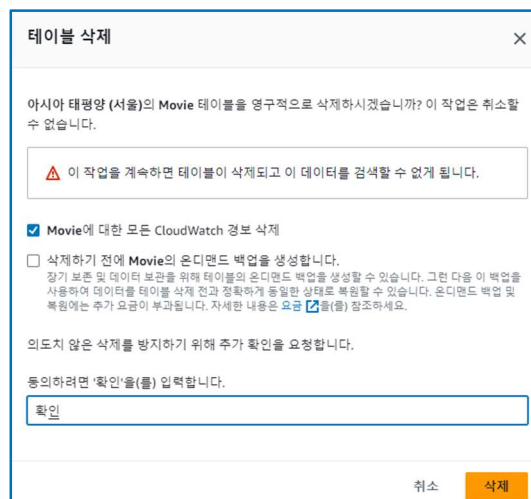 테이블 삭제
아시아 태평양 (서울)의 Movie 테이블을 영구적으로 삭제하시겠습니까? 이 작업은 취소할
수 없습니다.
이 작업을 계속하면 테이블이 삭제되고 이 데이터를 검색할 수 없게 됩니다.
Movie에 대한 모든 CloudWatch 경보 삭제
삭제하기 전에 Movie의 온디맨드 백업을 생성합니다.
장기 보존 및 데이터 보관을 위해 테이블의 온디맨드 백업을 생성할 수 있습니다. 그런 다음 이 백업을
사용하여 데이터를 테이블 삭제 전과 정확하게 동일한 상태로 복원할 수 있습니다. 온디맨드 백업 및
복원에는 추가 요금이 부과됩니다. 자세한 내용은 요금 을(를) 참조하세요.
의도치 않은 삭제를 방지하기 위해 추가 확인을 요청합니다.
동의하려면 '확인'을(를) 입력합니다.
확인
취소 삭제